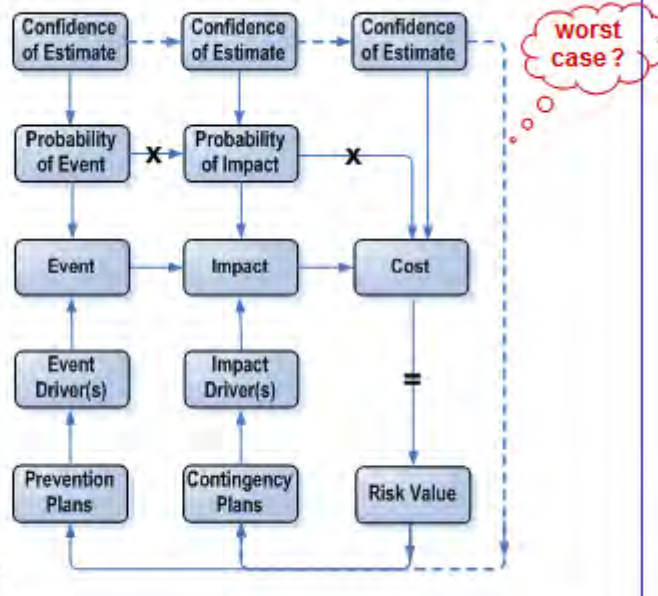 Confidence
of Estimate
Confidence
of Estimate
Confidence
of Estimate
worst
case ?
Probability
of Event
x
Probability
of Impact
x
Event
Impact
Cost
Event
Driver(s)
Impact
Driver(s)
=
Prevention
Plans
Contingency
Plans
Risk Value